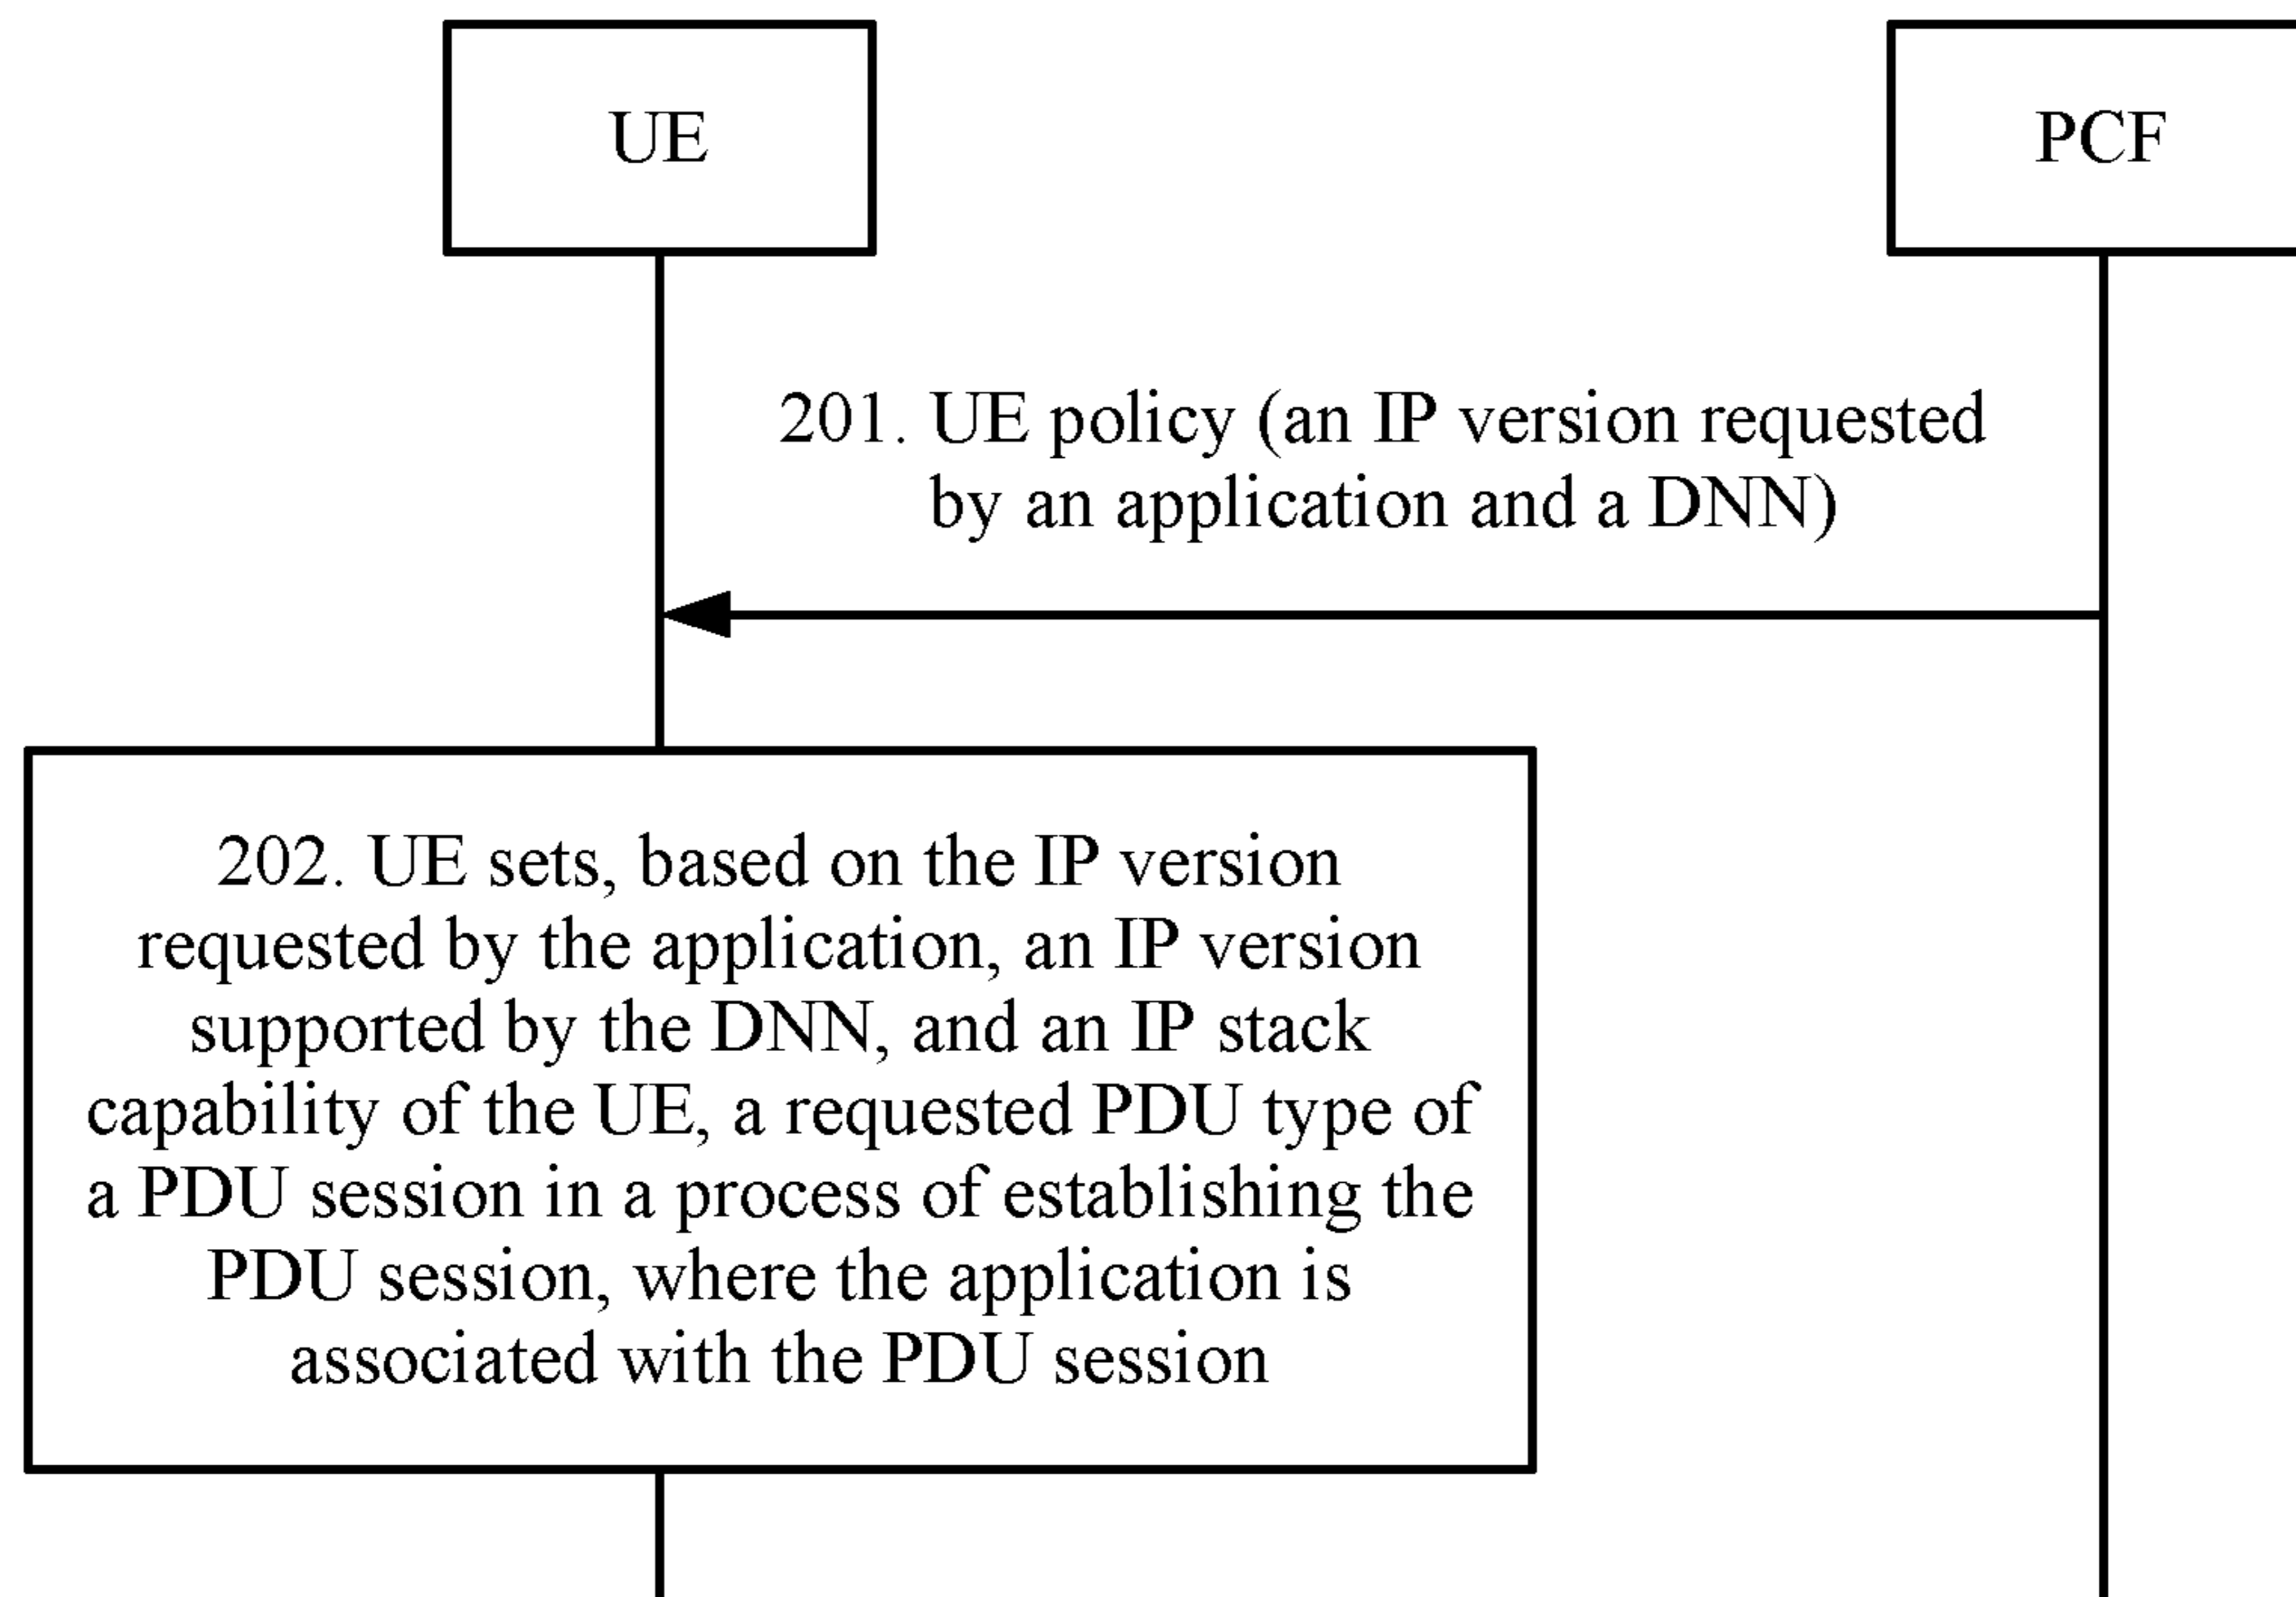 UE
PCF
201. UE policy (an IP version requested
by an application and a DNN)
202. UE sets, based on the IP version
requested by the application, an IP version
supported by the DNN, and an IP stack
capability of the UE, a requested PDU type of
a PDU session in a process of establishing the
PDU session, where the application is
associated with the PDU session